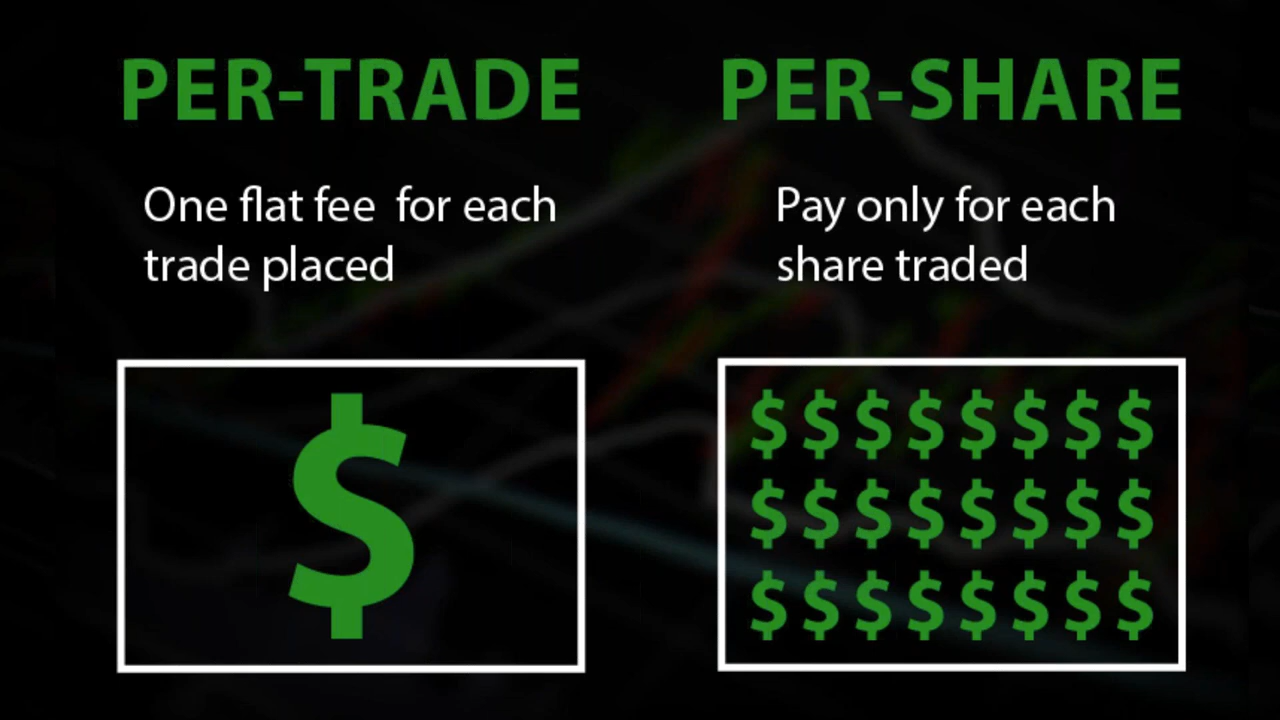 PER-TRADE
One flat fee for each
trade placed
$
PER-SHARE
Pay only for each
share traded
$ $ $ $ $ $ $ $
$ $ $ $ $ $ $ $
$ $ $ $ $ $ $ $